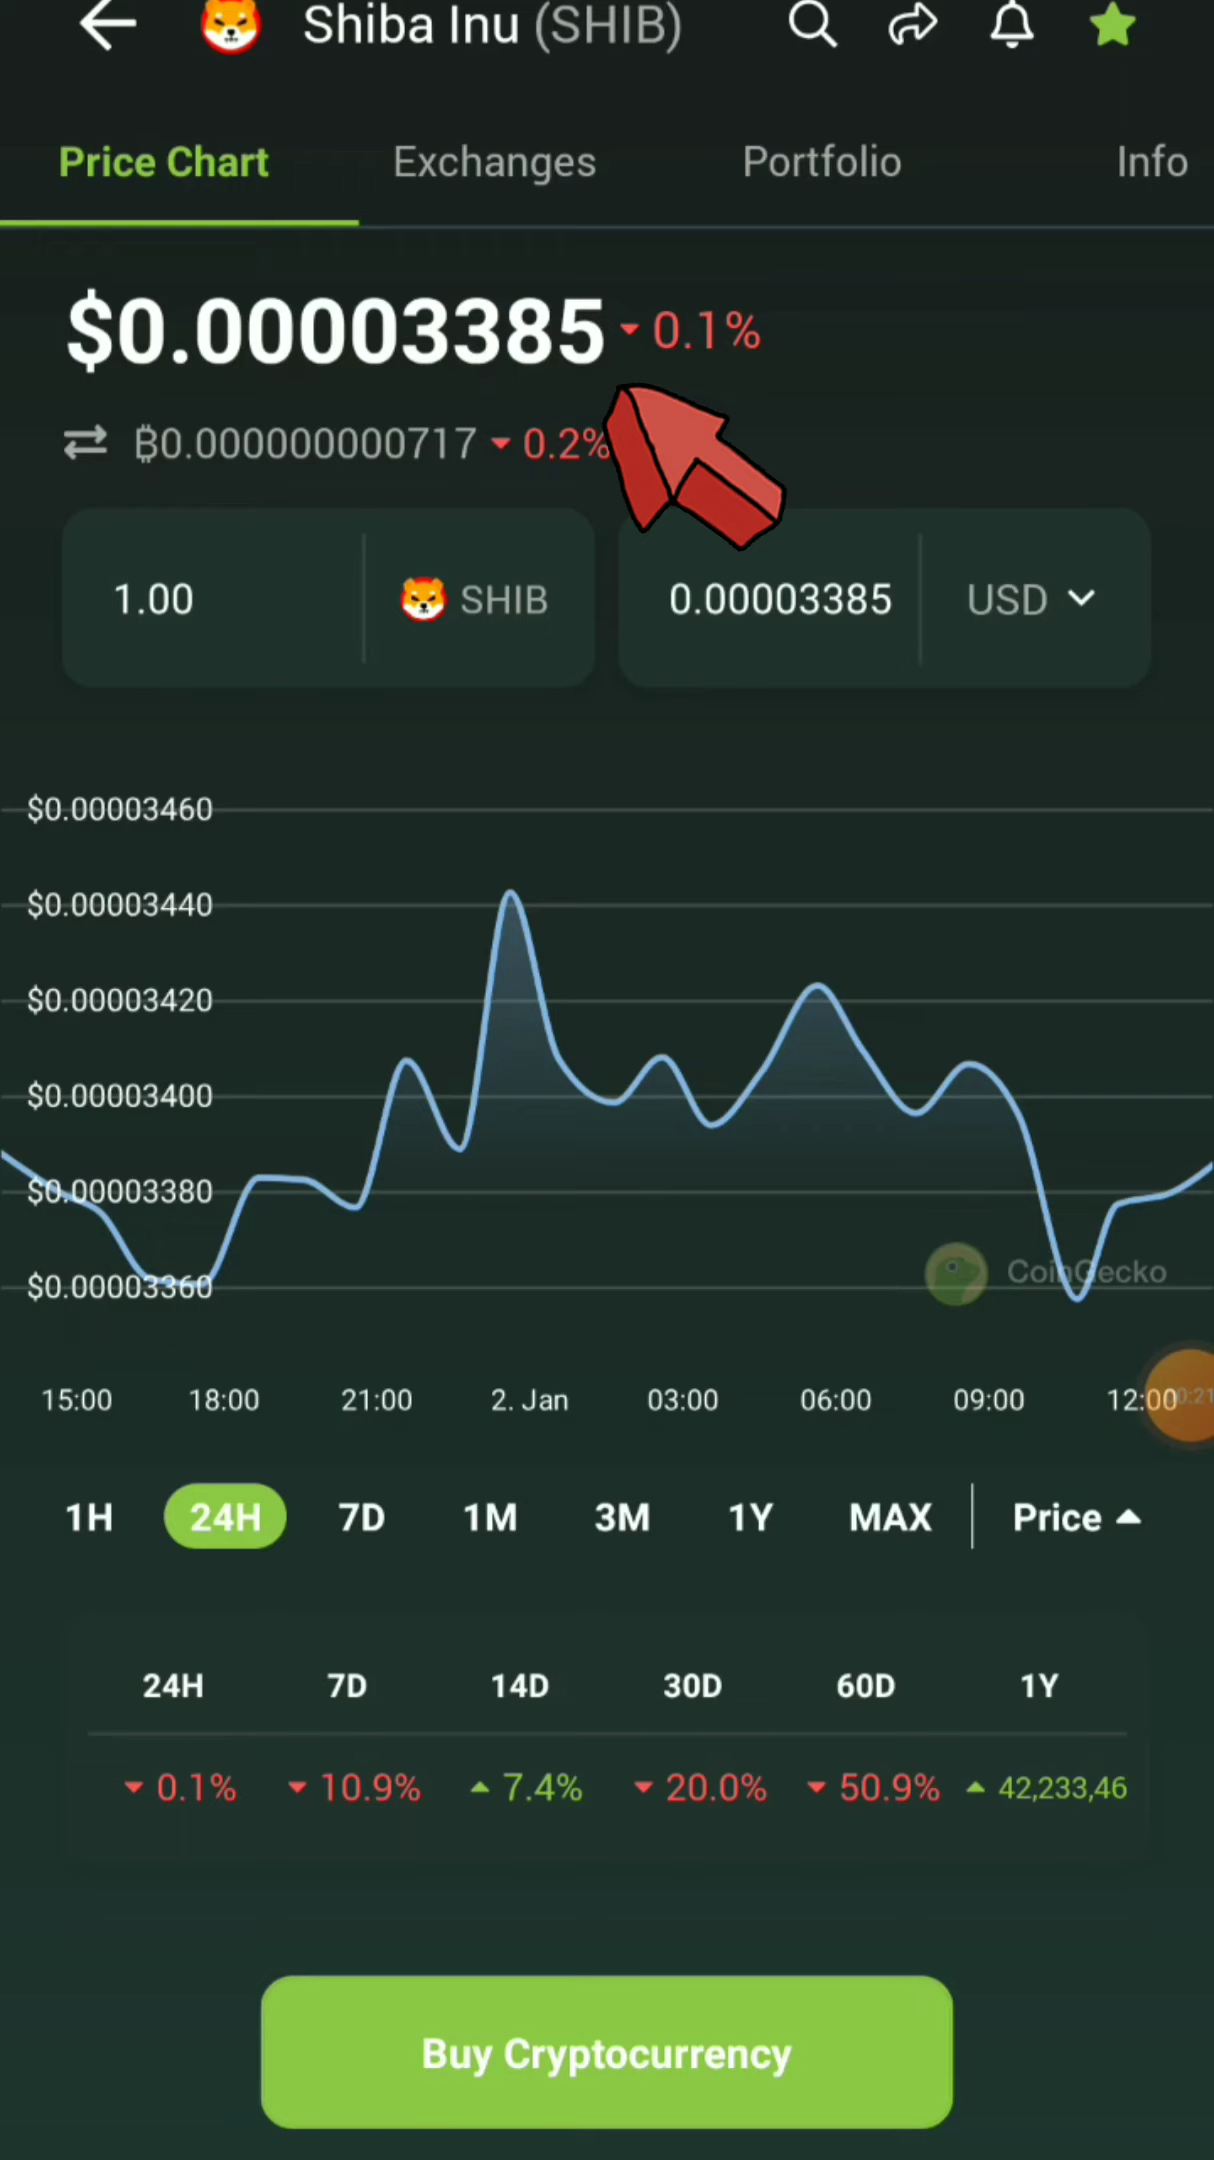 Shiba Inu (SHIB)
Price Chart Exchanges Portfolio Info
$0.00003385 0.1%
₿0.000000000717 0.2%
1.00 SHIB 0.00003385 USD
$0.00003460
$0.00003440
$0.00003420
$0.00003400
$0.00003380
$0.00003360
CoinGecko
15:00 18:00 21:00 2. Jan 03:00 06:00 09:00 12:00
1H 24H 7D 1M 3M 1Y MAX Price
24H 7D 14D 30D 60D 1Y
0.1% 10.9% 7.4% 20.0% 50.9% 42,233,46
Buy Cryptocurrency